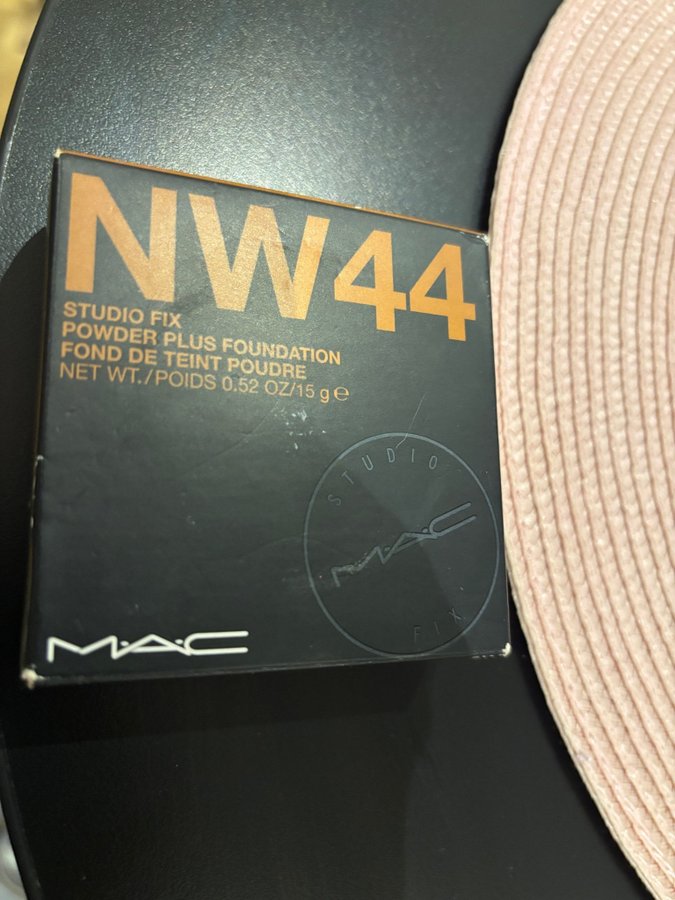 NW44
STUDIO FIX
POWDER PLUS FOUNDATION
FOND DE TEINT POUDRE
NET WT./POIDS 0.52 OZ/15 g ℮
STUDIO
M·A·C
FIX
M·A·C